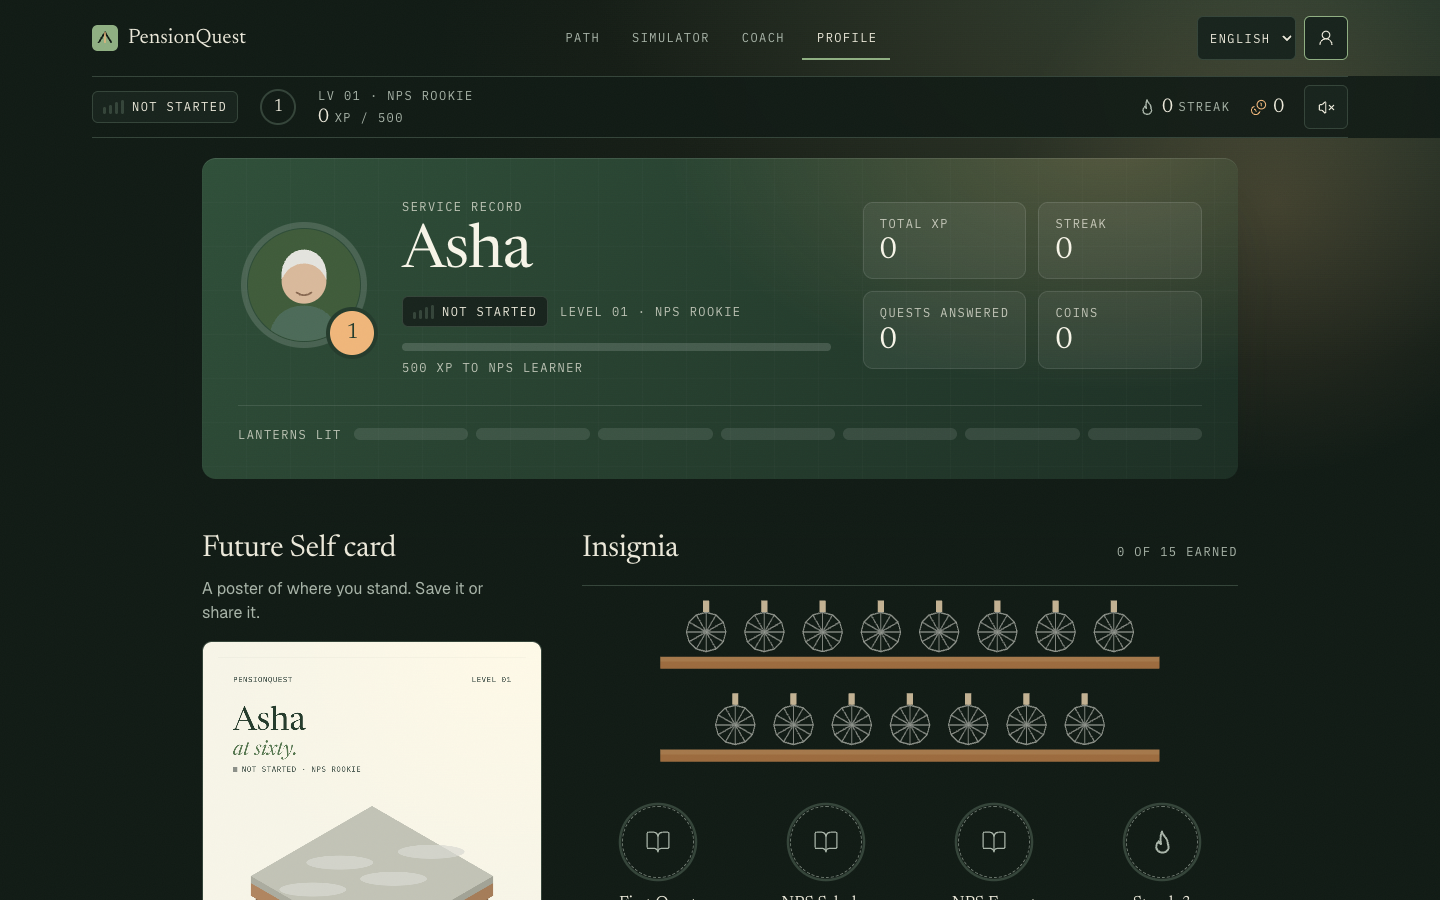 PensionQuest
PATH
SIMULATOR
COACH
PROFILE
ENGLISH
NOT STARTED
1
LV 01 · NPS ROOKIE
0 XP / 500
0 STREAK
0
SERVICE RECORD
Asha
1
NOT STARTED
LEVEL 01 · NPS ROOKIE
500 XP TO NPS LEARNER
TOTAL XP
0
STREAK
0
QUESTS ANSWERED
0
COINS
0
LANTERNS LIT
Future Self card
A poster of where you stand. Save it or
share it.
PENSIONQUEST
LEVEL 01
Asha
at sixty.
NOT STARTED · NPS ROOKIE
Insignia
0 OF 15 EARNED